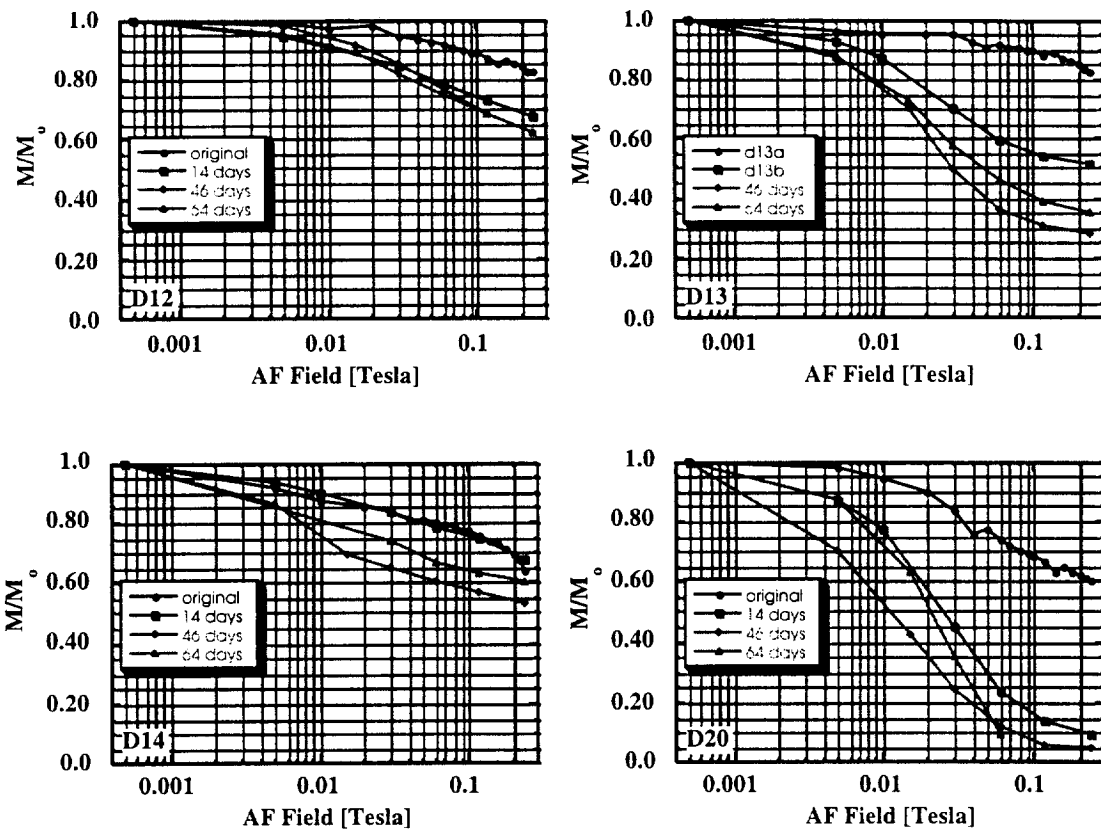 1.0
0.80
0.60
0.40
0.20
0.0
M/Mo
original
14 days
46 days
64 days
D12
0.001
0.01
0.1
AF Field [Tesla]
1.0
0.80
0.60
0.40
0.20
0.0
M/Mo
d13a
d13b
46 days
64 days
D13
0.001
0.01
0.1
AF Field [Tesla]
1.0
0.80
0.60
0.40
0.20
0.0
M/Mo
original
14 days
46 days
64 days
D14
0.001
0.01
0.1
AF Field [Tesla]
1.0
0.80
0.60
0.40
0.20
0.0
M/Mo
original
14 days
46 days
64 days
D20
0.001
0.01
0.1
AF Field [Tesla]